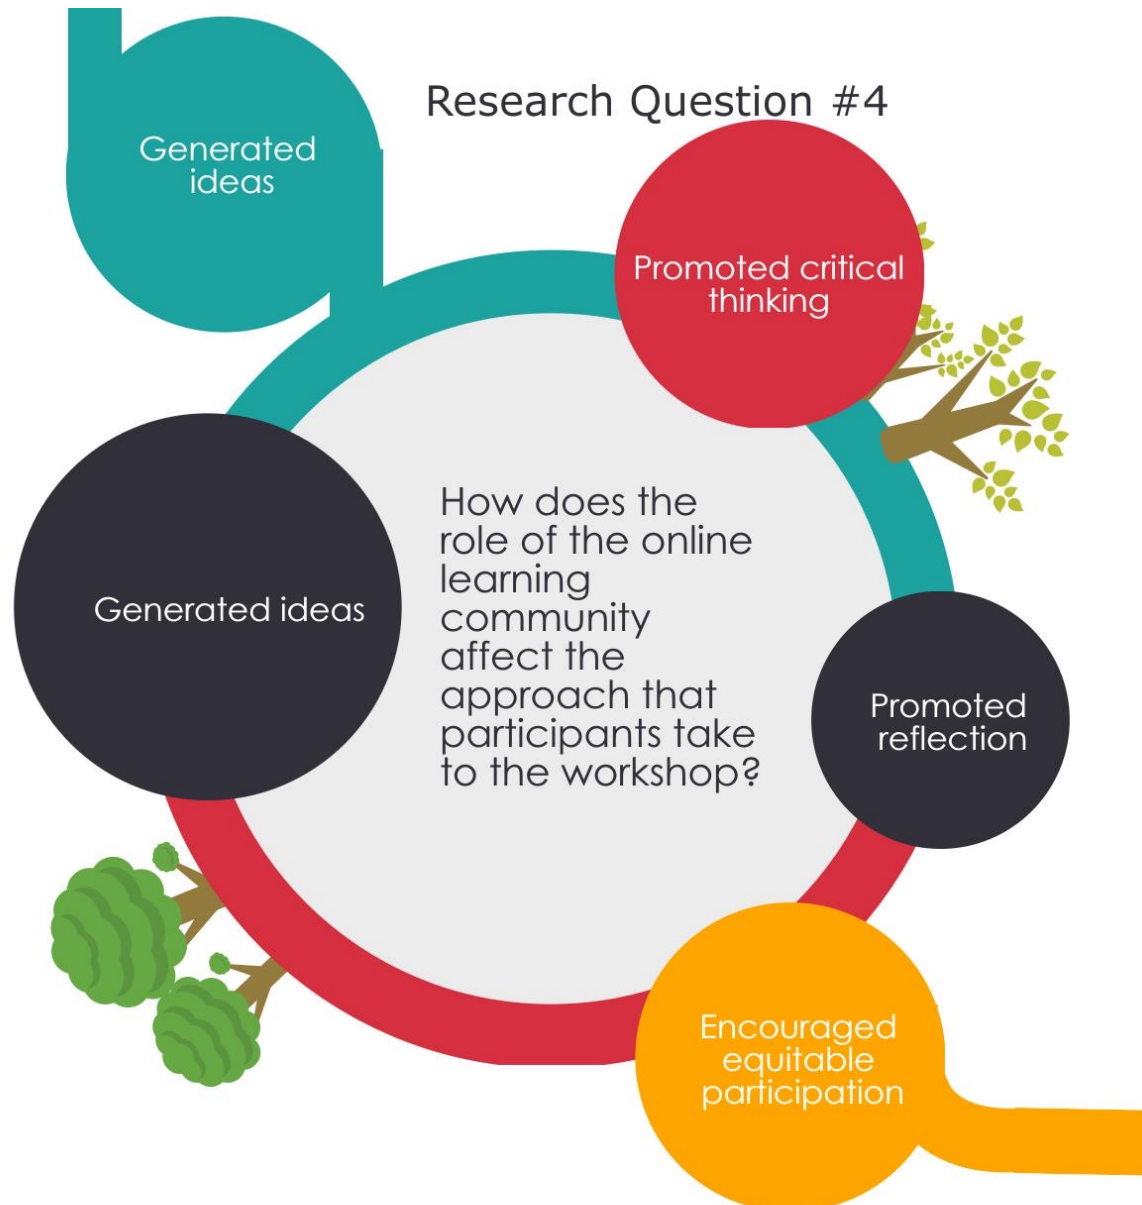 Research Question #4
Generated
ideas
Promoted critical
thinking
Generated ideas
How does the
role of the online
learning
community
affect the
approach that
participants take
to the workshop?
Promoted
reflection
Encouraged
equitable
participation